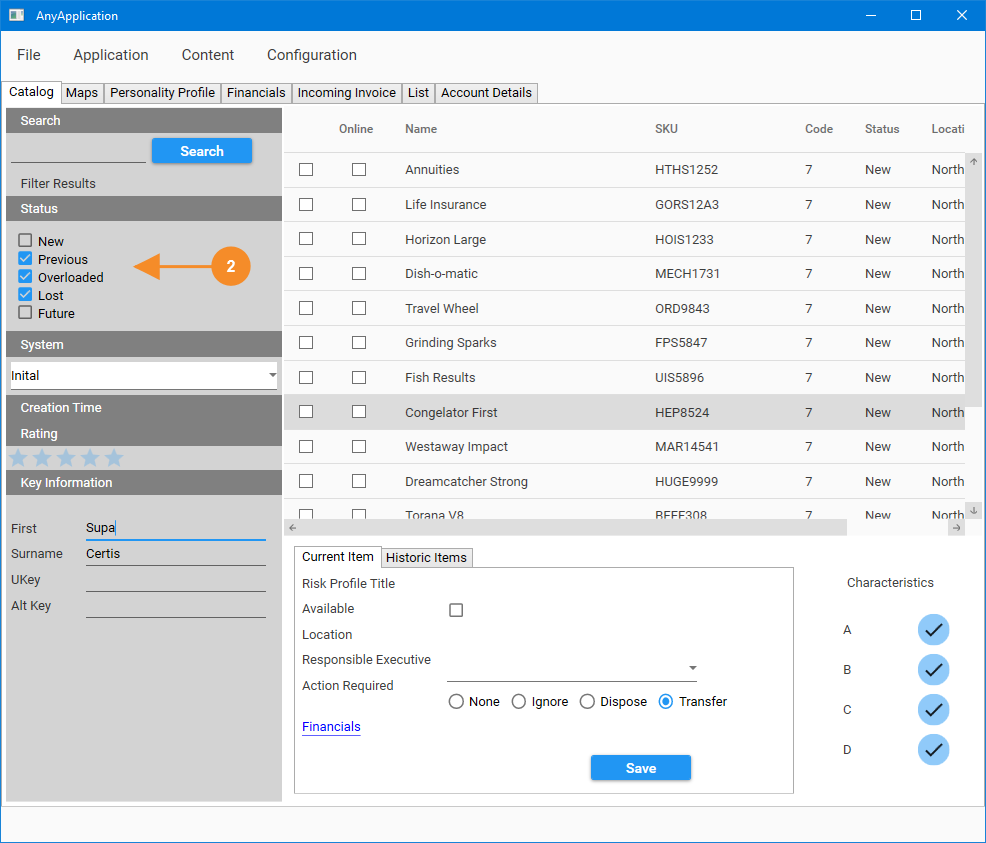 AnyApplication
File Application Content Configuration
Catalog Maps Personality Profile Financials Incoming Invoice List Account Details
Search
Search
Filter Results
Status
New
Previous
Overloaded
Lost
Future
2
System
Inital
Creation Time
Rating
Key Information
First Supa
Surname Certis
UKey
Alt Key
Online Name SKU Code Status Locati
Annuities HTHS1252 7 New North
Life Insurance GORS12A3 7 New North
Horizon Large HOIS1233 7 New North
Dish-o-matic MECH1731 7 New North
Travel Wheel ORD9843 7 New North
Grinding Sparks FPS5847 7 New North
Fish Results UIS5896 7 New North
Congelator First HEP8524 7 New North
Westaway Impact MAR14541 7 New North
Dreamcatcher Strong HUGE9999 7 New North
Torana V8 7 New North
Current Item Historic Items
Risk Profile Title
Available
Location
Responsible Executive
Action Required
None Ignore Dispose Transfer
Financials
Save
Characteristics
A
B
C
D